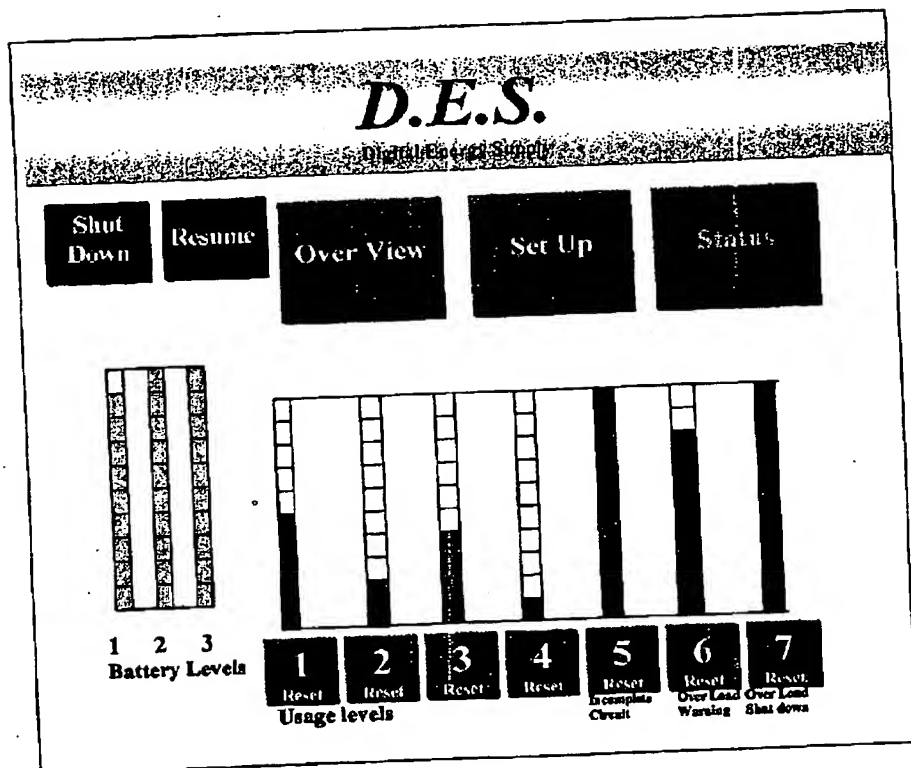 D.E.S.
Digital Energy Supply
Shut
Down
Resume
Over View
Set Up
Status
1 2 3
Battery Levels
1
Reset
2
Reset
3
Reset
4
Reset
5
Reset
6
Reset
7
Reset
Usage levels
Incomplete
Circuit
Over Load
Warning
Over Load
Shut down